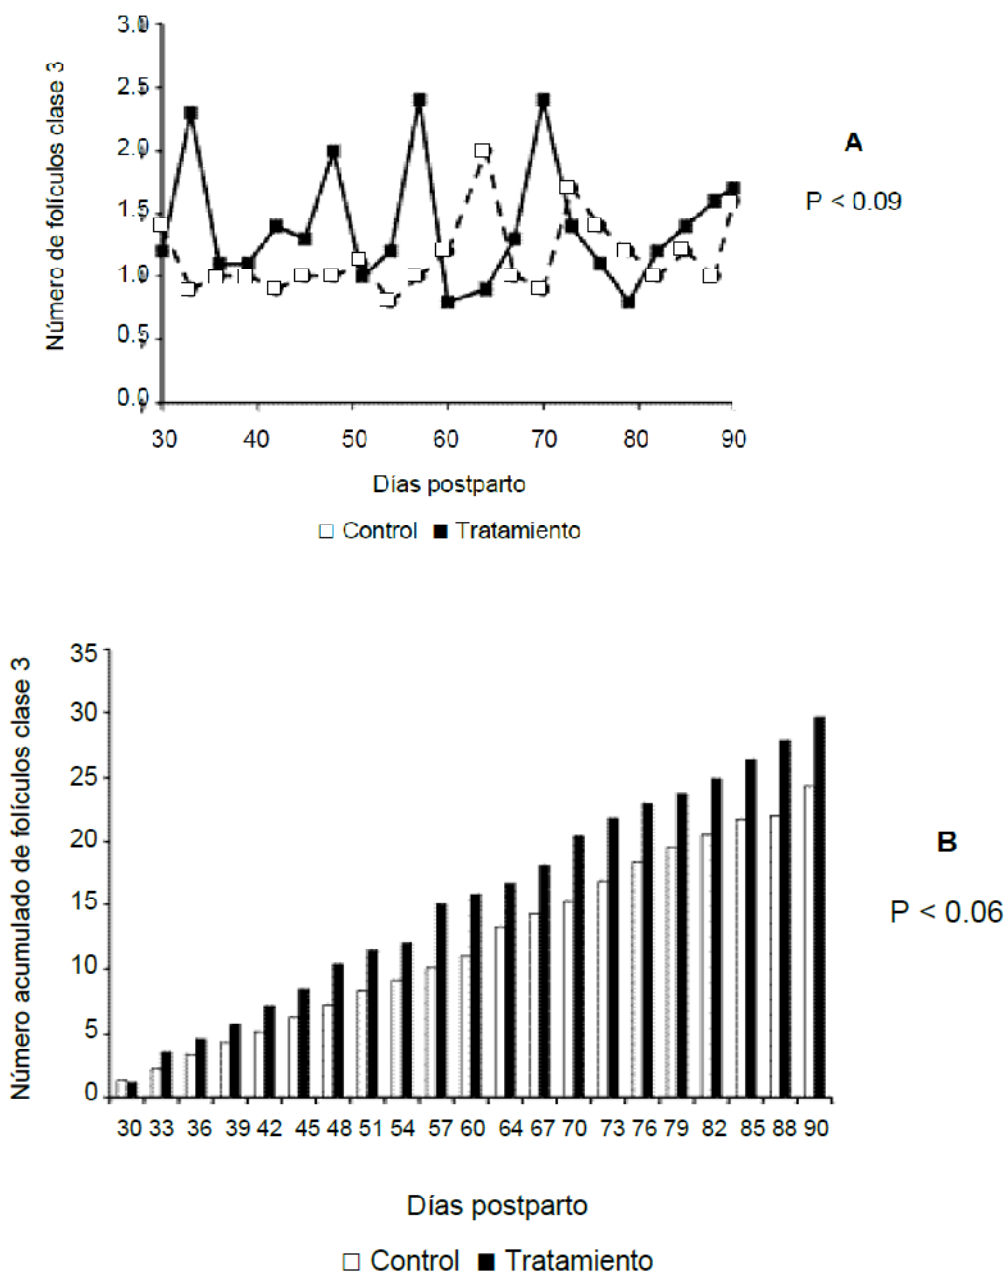 3.0
2.5
2.0
1.5
1.0
0.5
0.0
Número de folículos clase 3
30 40 50 60 70 80 90
Días postparto
□ Control ■ Tratamiento
A
P < 0.09
35
30
25
20
15
10
5
0
Número acumulado de folículos clase 3
30 33 36 39 42 45 48 51 54 57 60 64 67 70 73 76 79 82 85 88 90
Días postparto
□ Control ■ Tratamiento
B
P < 0.06